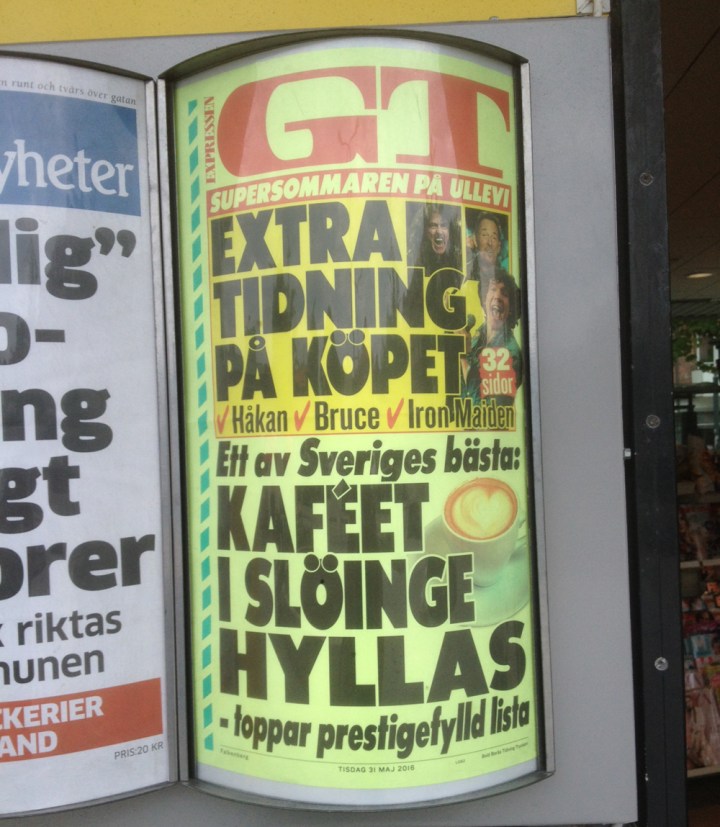 n runt och tvärs över gatan
yheter
lig”
o-
ng
gt
orer
riktas
nunen
CKERIER
AND
PRIS:20 KR
EXPRESSEN
GT
SUPERSOMMAREN PÅ ULLEVI
EXTRA
TIDNING
PÅ KÖPET
32
sidor
Håkan Bruce Iron Maiden
Ett av Sveriges bästa:
KAFÉET
I SLÖINGE
HYLLAS
- toppar prestigefylld lista
Falkenberg
TISDAG 31 MAJ 2016